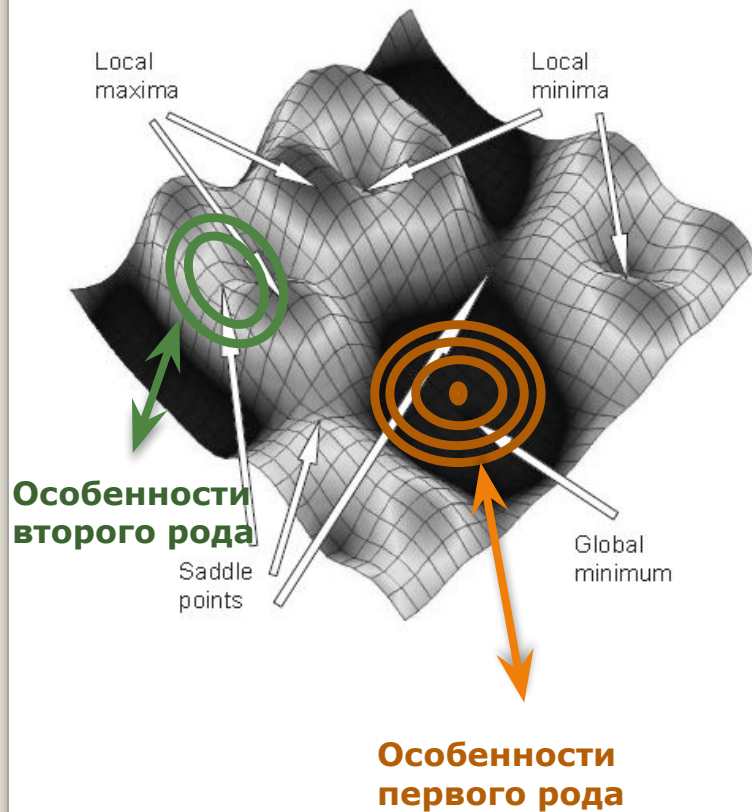 Local
maxima
Local
minima
Особенности
второго рода
Saddle
points
Global
minimum
Особенности
первого рода